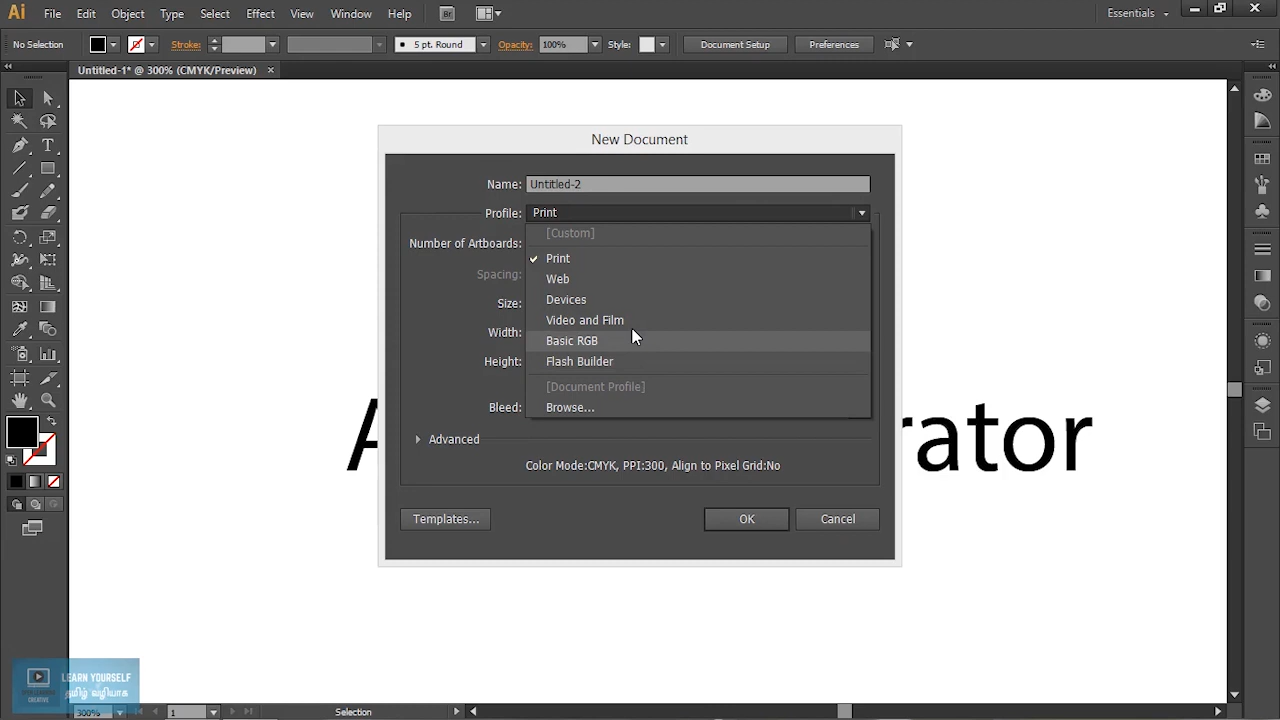 Ai File Edit Object Type Select Effect View Window Help Br Essentials
No Selection Stroke: 5 pt. Round Opacity: 100% Style: Document Setup Preferences
Untitled-1* @ 300% (CMYK/Preview)
New Document
Name: Untitled-2
Profile: Print
[Custom]
Number of Artboards:
Print
Spacing:
Web
Devices
Size:
Video and Film
Width:
Basic RGB
Height:
Flash Builder
[Document Profile]
Bleed:
Browse...
A rator
Advanced
Color Mode:CMYK, PPI:300, Align to Pixel Grid:No
Templates... OK Cancel
LEARN YOURSELF
தமிழ் வழியாக
CREATIVE
300% 1 Selection